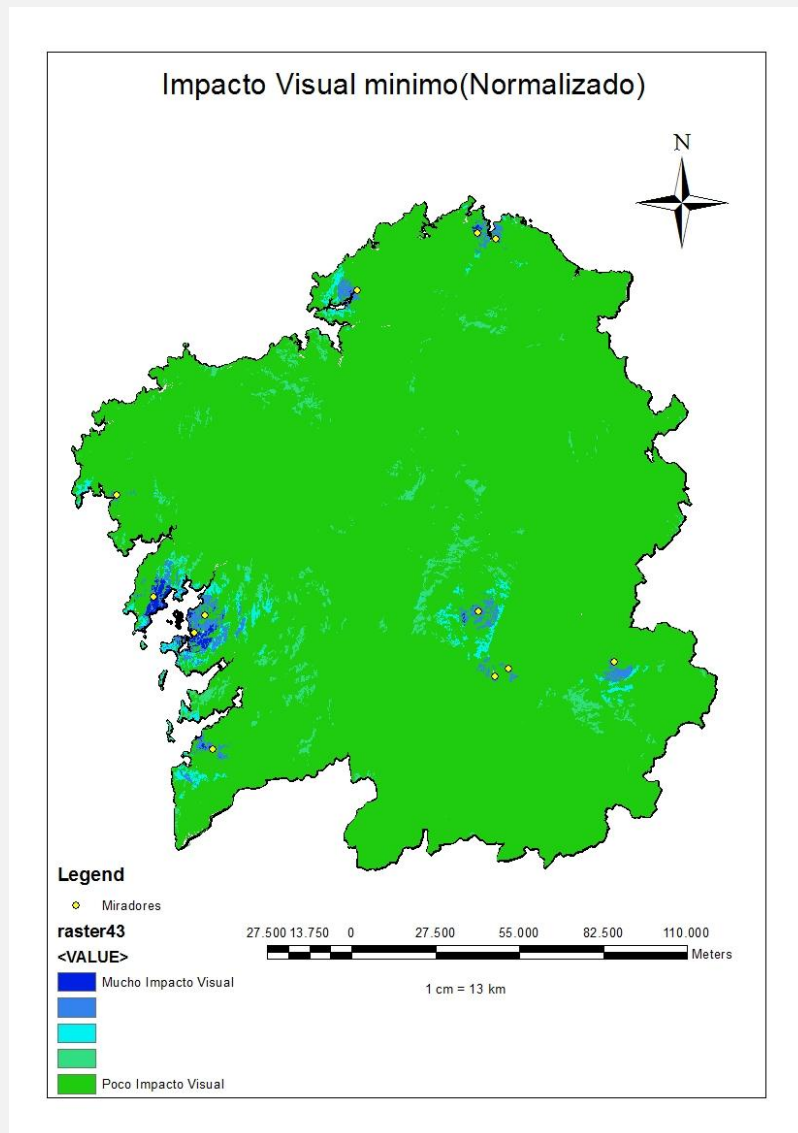 Impacto Visual minimo(Normalizado)
N
Legend
Miradores
raster43
<VALUE>
Mucho Impacto Visual
Poco Impacto Visual
27.500 13.750 0 27.500 55.000 82.500 110.000
Meters
1 cm = 13 km